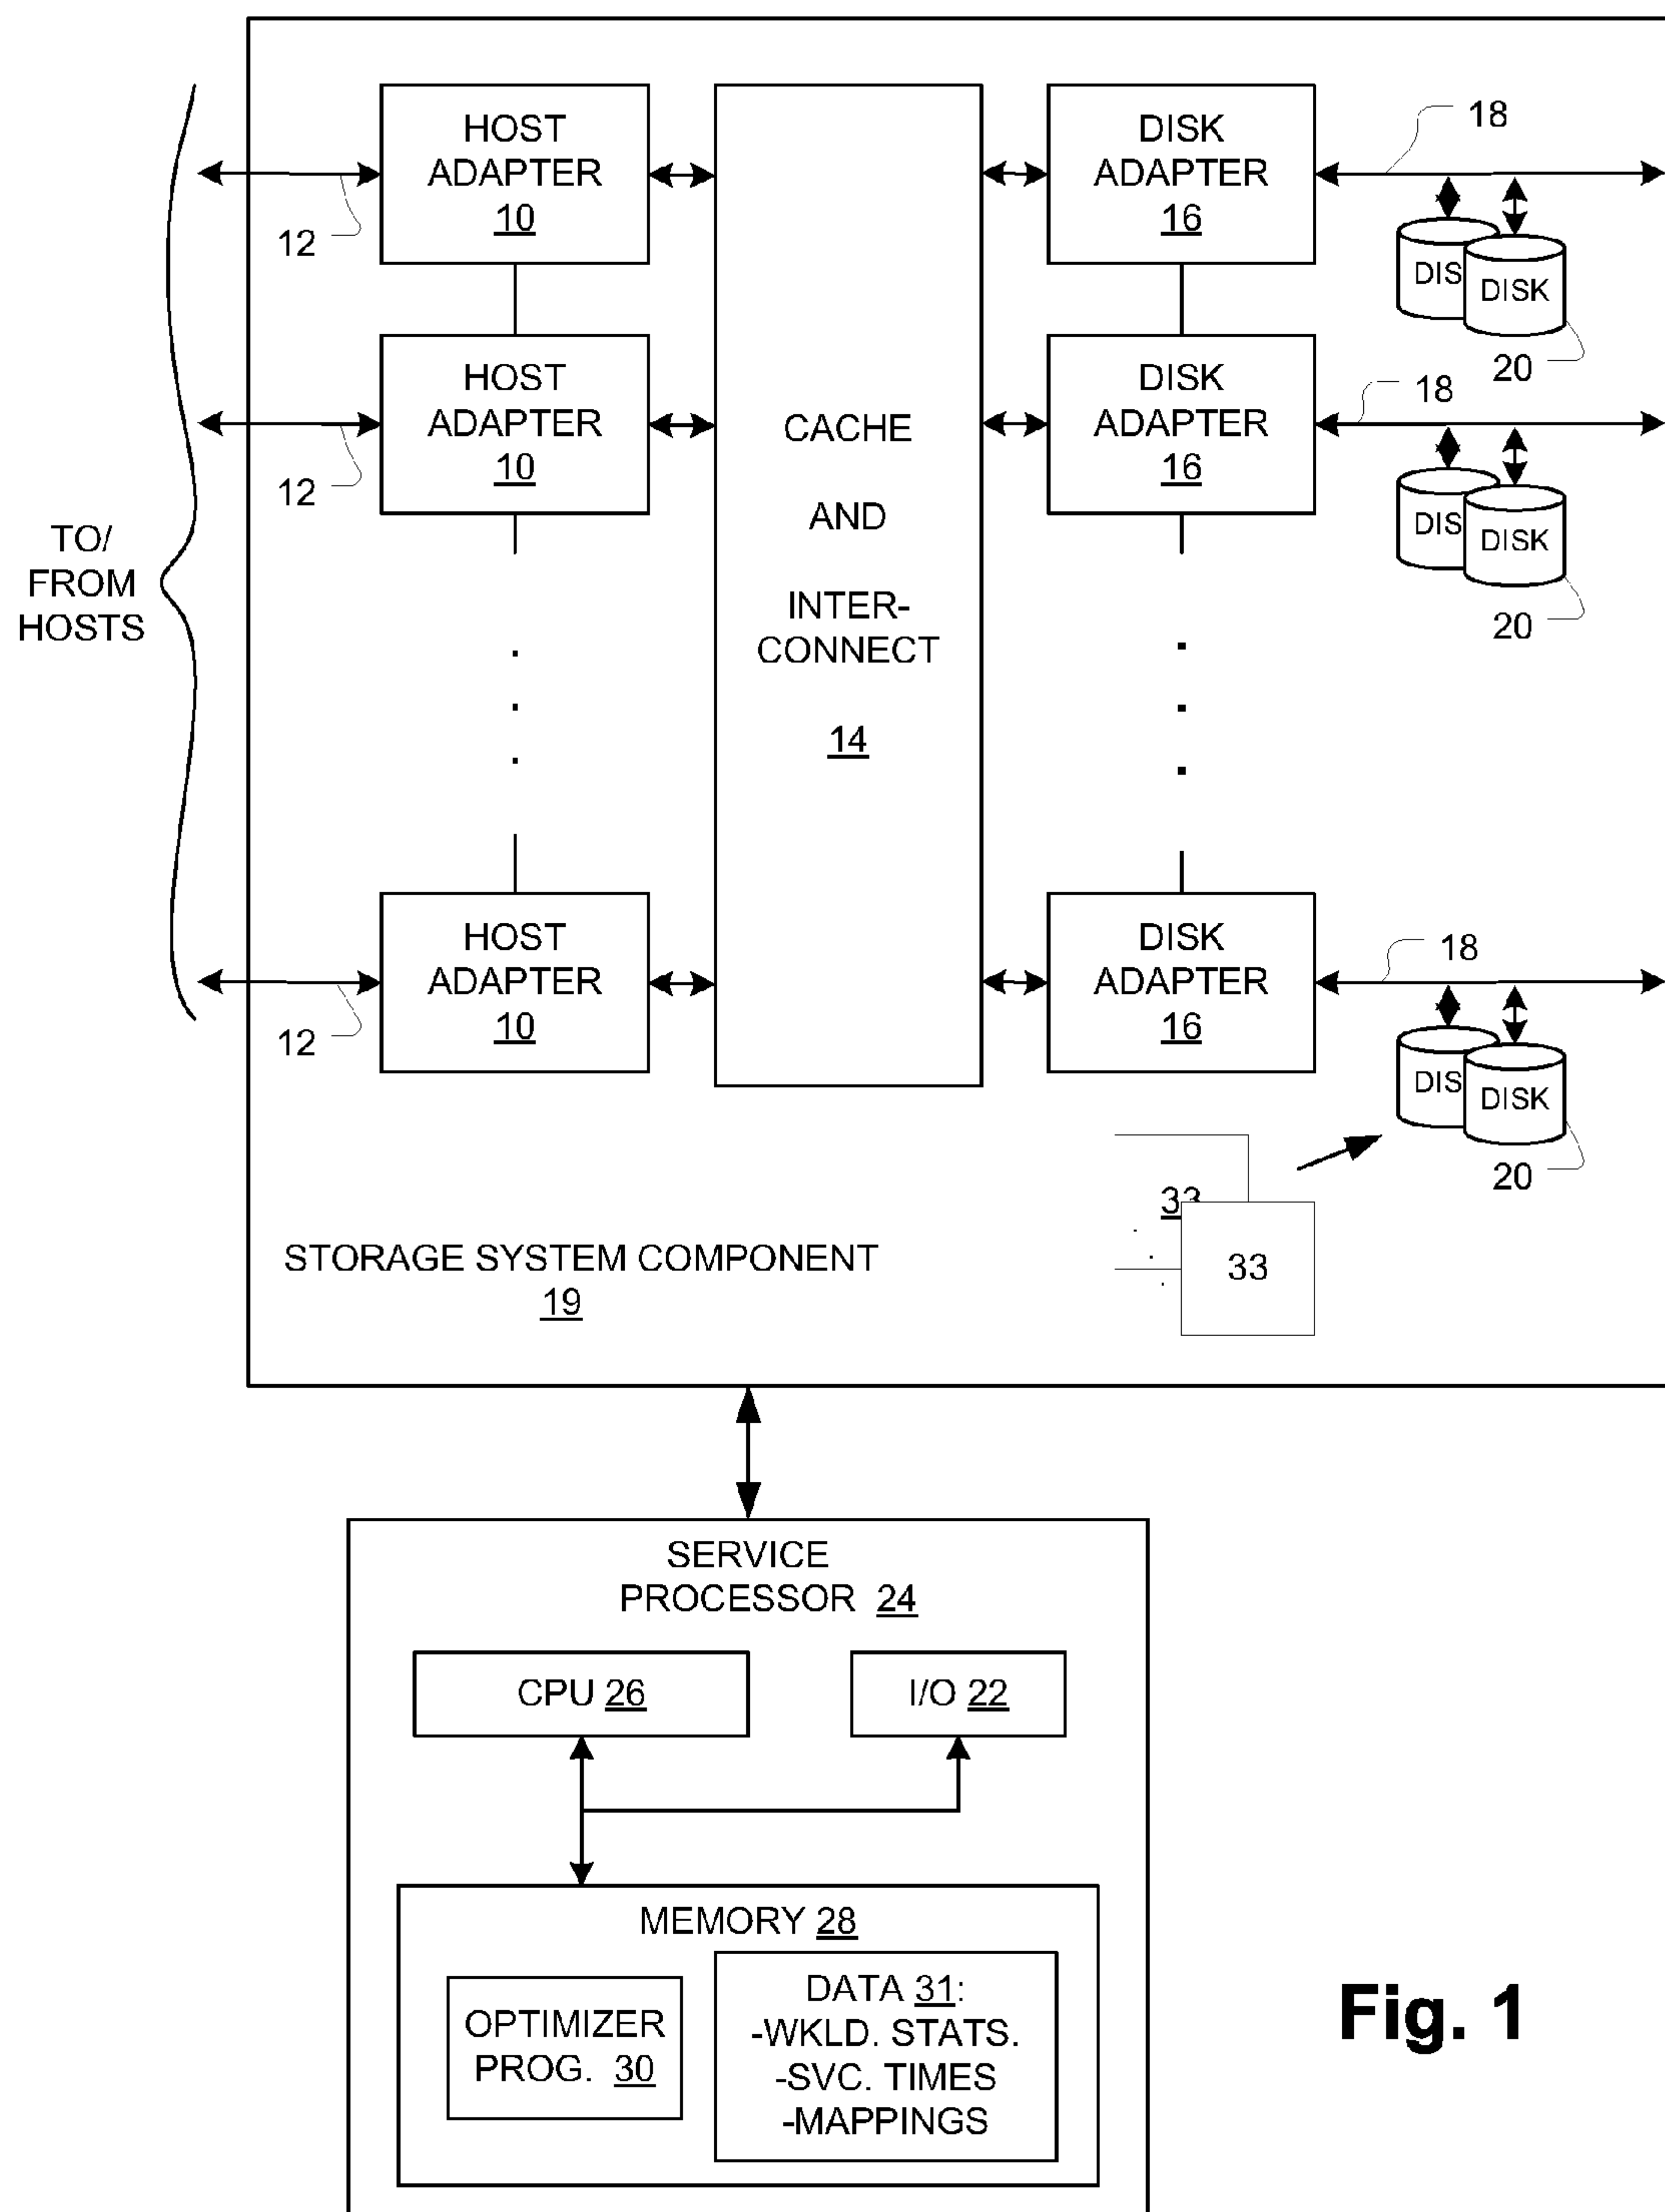 HOST
ADAPTER
10
12
HOST
ADAPTER
10
12
TO/
FROM
HOSTS
HOST
ADAPTER
10
12
CACHE
AND
INTER-
CONNECT
14
DISK
ADAPTER
16
18
DIS
DISK
20
DISK
ADAPTER
16
18
DIS
DISK
20
DISK
ADAPTER
16
18
DIS
DISK
20
33
33
STORAGE SYSTEM COMPONENT
19
SERVICE
PROCESSOR 24
CPU 26
I/O 22
MEMORY 28
OPTIMIZER
PROG. 30
DATA 31:
-WKLD. STATS.
-SVC. TIMES
-MAPPINGS
Fig. 1